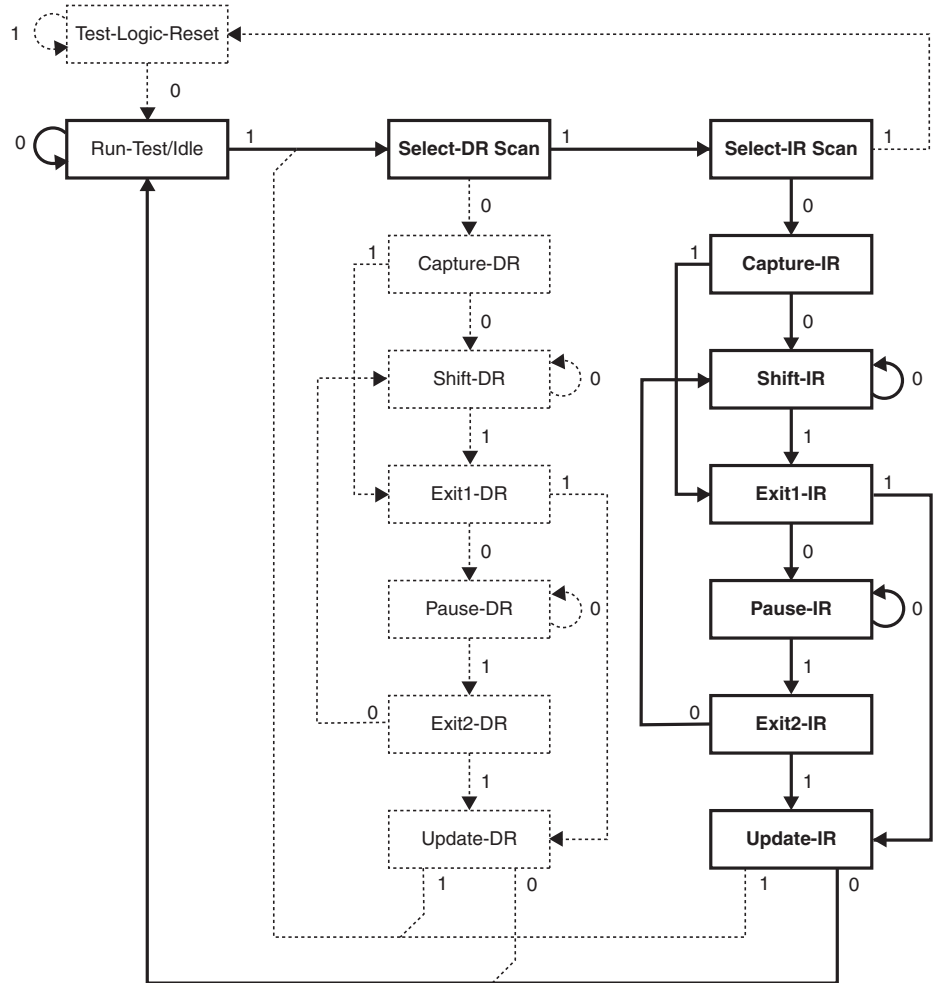 1
Test-Logic-Reset
0
0
Run-Test/Idle
1
Select-DR Scan
1
Select-IR Scan
1
0
0
1
Capture-DR
1
Capture-IR
0
0
Shift-DR
0
Shift-IR
0
1
1
Exit1-DR
1
Exit1-IR
1
0
0
Pause-DR
0
Pause-IR
0
1
1
0
Exit2-DR
0
Exit2-IR
1
1
Update-DR
Update-IR
1
0
1
0